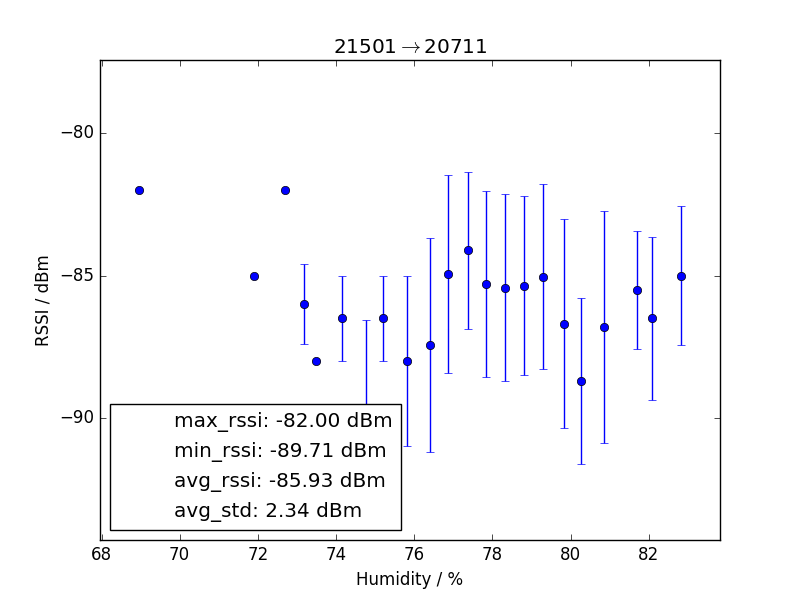 21501→20711
−80
−85
−90
RSSI / dBm
max_rssi: -82.00 dBm
min_rssi: -89.71 dBm
avg_rssi: -85.93 dBm
avg_std: 2.34 dBm
68 70 72 74 76 78 80 82
Humidity / %